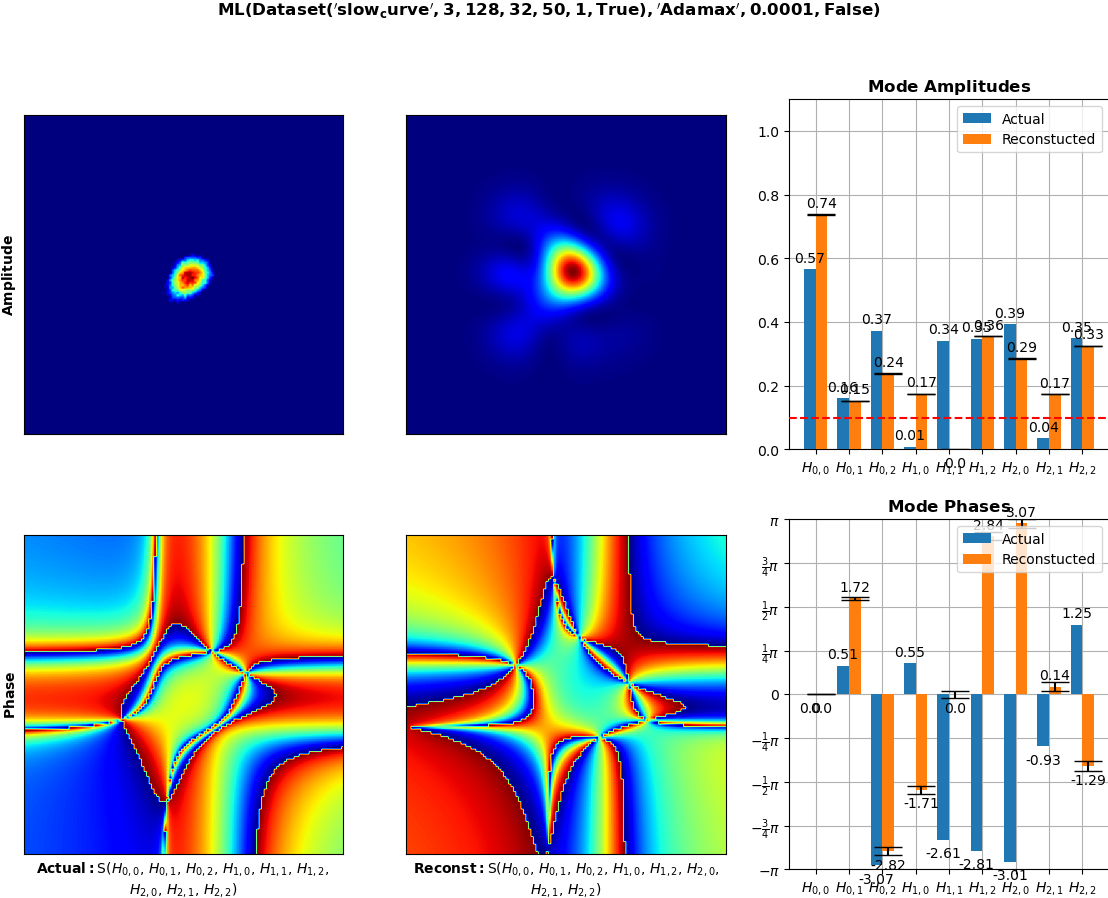 ML(Dataset(′slow_curve′, 3, 128, 32, 50, 1, True), ′Adamax′, 0.0001, False)
Amplitude
Mode Amplitudes
Actual
Reconstucted
1.0
0.8
0.6
0.4
0.2
0.0
0.57 0.16 0.37 0.01 0.34 0.35 0.39 0.04 0.35
0.74 0.15 0.24 0.17 0.0 0.36 0.29 0.17 0.33
H0,0 H0,1 H0,2 H1,0 H1,1 H1,2 H2,0 H2,1 H2,2
Phase
Actual: S(H0,0, H0,1, H0,2, H1,0, H1,1, H1,2,
H2,0, H2,1, H2,2)
Reconst: S(H0,0, H0,1, H0,2, H1,0, H1,2, H2,0,
H2,1, H2,2)
Mode Phases
Actual
Reconstucted
π
3/4π
1/2π
1/4π
0
−1/4π
−1/2π
−3/4π
−π
0.0 0.51 -3.07 0.55 -2.61 -2.81 -3.01 -0.93 1.25
0.0 1.72 -2.82 -1.71 0.0 2.84 3.07 0.14 -1.29
H0,0 H0,1 H0,2 H1,0 H1,1 H1,2 H2,0 H2,1 H2,2